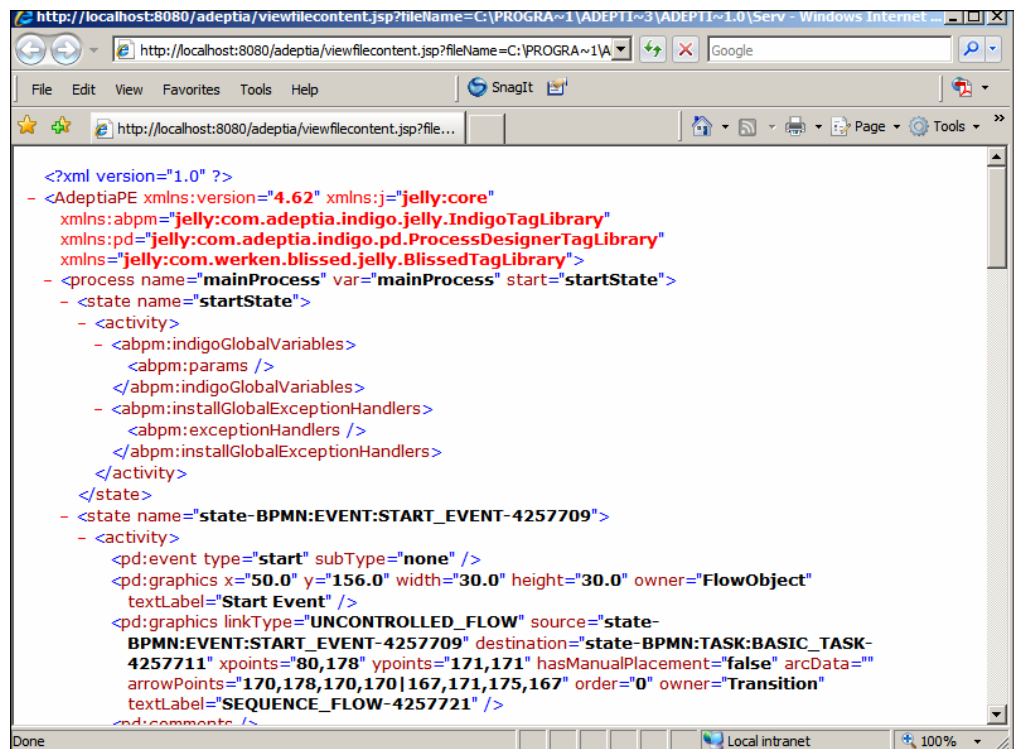 http://localhost:8080/adeptia/viewfilecontent.jsp?fileName=C:\PROGRA~1\ADEPTI~3\ADEPTI~1.0\Serv - Windows Internet ...
http://localhost:8080/adeptia/viewfilecontent.jsp?fileName=C:\PROGRA~1\A
Google
File Edit View Favorites Tools Help
SnagIt
http://localhost:8080/adeptia/viewfilecontent.jsp?file...
Page Tools »
<?xml version="1.0" ?>
- <AdeptiaPE xmlns:version="4.62" xmlns:j="jelly:core"
xmlns:abpm="jelly:com.adeptia.indigo.jelly.IndigoTagLibrary"
xmlns:pd="jelly:com.adeptia.indigo.pd.ProcessDesignerTagLibrary"
xmlns="jelly:com.werken.blissed.jelly.BlissedTagLibrary">
- <process name="mainProcess" var="mainProcess" start="startState">
- <state name="startState">
- <activity>
- <abpm:indigoGlobalVariables>
<abpm:params />
</abpm:indigoGlobalVariables>
- <abpm:installGlobalExceptionHandlers>
<abpm:exceptionHandlers />
</abpm:installGlobalExceptionHandlers>
</activity>
</state>
- <state name="state-BPMN:EVENT:START_EVENT-4257709">
- <activity>
<pd:event type="start" subType="none" />
<pd:graphics x="50.0" y="156.0" width="30.0" height="30.0" owner="FlowObject"
textLabel="Start Event" />
<pd:graphics linkType="UNCONTROLLED_FLOW" source="state-
BPMN:EVENT:START_EVENT-4257709" destination="state-BPMN:TASK:BASIC_TASK-
4257711" xpoints="80,178" ypoints="171,171" hasManualPlacement="false" arcData=""
arrowPoints="170,178,170,170|167,171,175,167" order="0" owner="Transition"
textLabel="SEQUENCE_FLOW-4257721" />
<pd:comments />
Done
Local intranet
100%